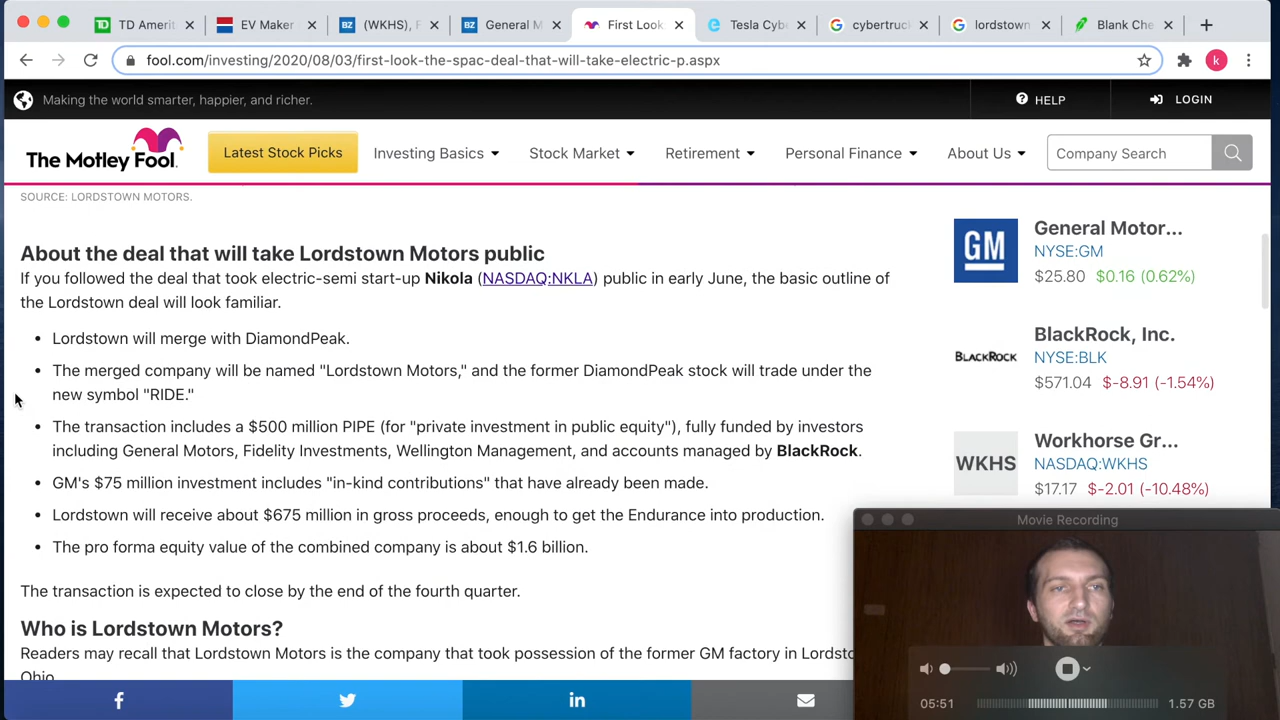 TD Amerit
EV Maker
(WKHS), F
General M
First Look
Tesla Cybe
cybertruck
lordstown
Blank Che
fool.com/investing/2020/08/03/first-look-the-spac-deal-that-will-take-electric-p.aspx
k
Making the world smarter, happier, and richer.
HELP
LOGIN
The Motley Fool.
Latest Stock Picks
Investing Basics
Stock Market
Retirement
Personal Finance
About Us
Company Search
SOURCE: LORDSTOWN MOTORS.
About the deal that will take Lordstown Motors public
If you followed the deal that took electric-semi start-up Nikola (NASDAQ:NKLA) public in early June, the basic outline of
the Lordstown deal will look familiar.
• Lordstown will merge with DiamondPeak.
• The merged company will be named "Lordstown Motors," and the former DiamondPeak stock will trade under the
new symbol "RIDE."
• The transaction includes a $500 million PIPE (for "private investment in public equity"), fully funded by investors
including General Motors, Fidelity Investments, Wellington Management, and accounts managed by BlackRock.
• GM's $75 million investment includes "in-kind contributions" that have already been made.
• Lordstown will receive about $675 million in gross proceeds, enough to get the Endurance into production.
• The pro forma equity value of the combined company is about $1.6 billion.
The transaction is expected to close by the end of the fourth quarter.
Who is Lordstown Motors?
Readers may recall that Lordstown Motors is the company that took possession of the former GM factory in Lordsto
Ohio
GM
General Motor...
NYSE:GM
$25.80 $0.16 (0.62%)
BLACKROCK
BlackRock, Inc.
NYSE:BLK
$571.04 $-8.91 (-1.54%)
WKHS
Workhorse Gr...
NASDAQ:WKHS
$17.17 $-2.01 (-10.48%)
Movie Recording
05:51
1.57 GB